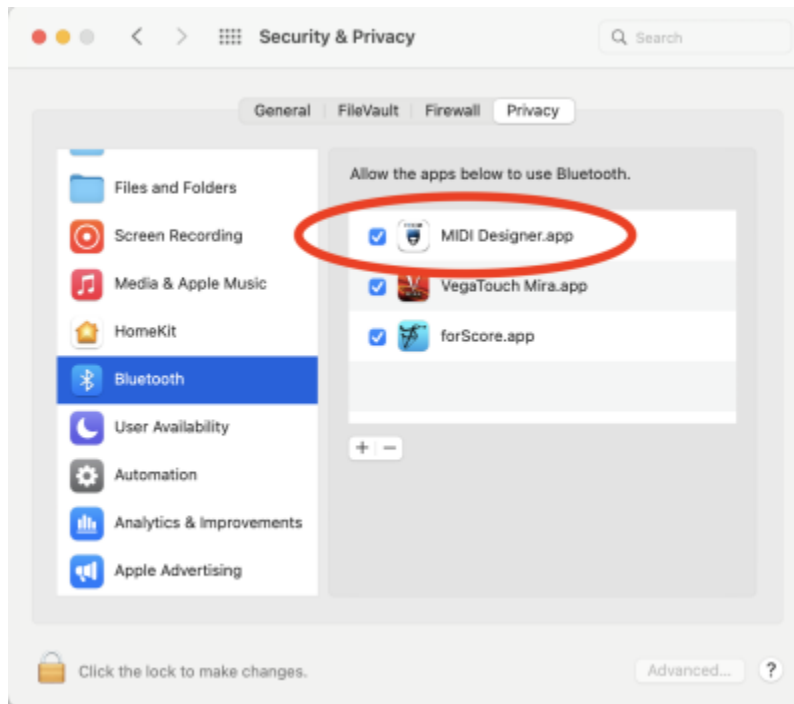 Security & Privacy
Search
General FileVault Firewall Privacy
Allow the apps below to use Bluetooth.
Files and Folders
Screen Recording
Media & Apple Music
HomeKit
Bluetooth
User Availability
Automation
Analytics & Improvements
Apple Advertising
MIDI Designer.app
VegaTouch Mira.app
forScore.app
+ −
Click the lock to make changes.
Advanced... ?